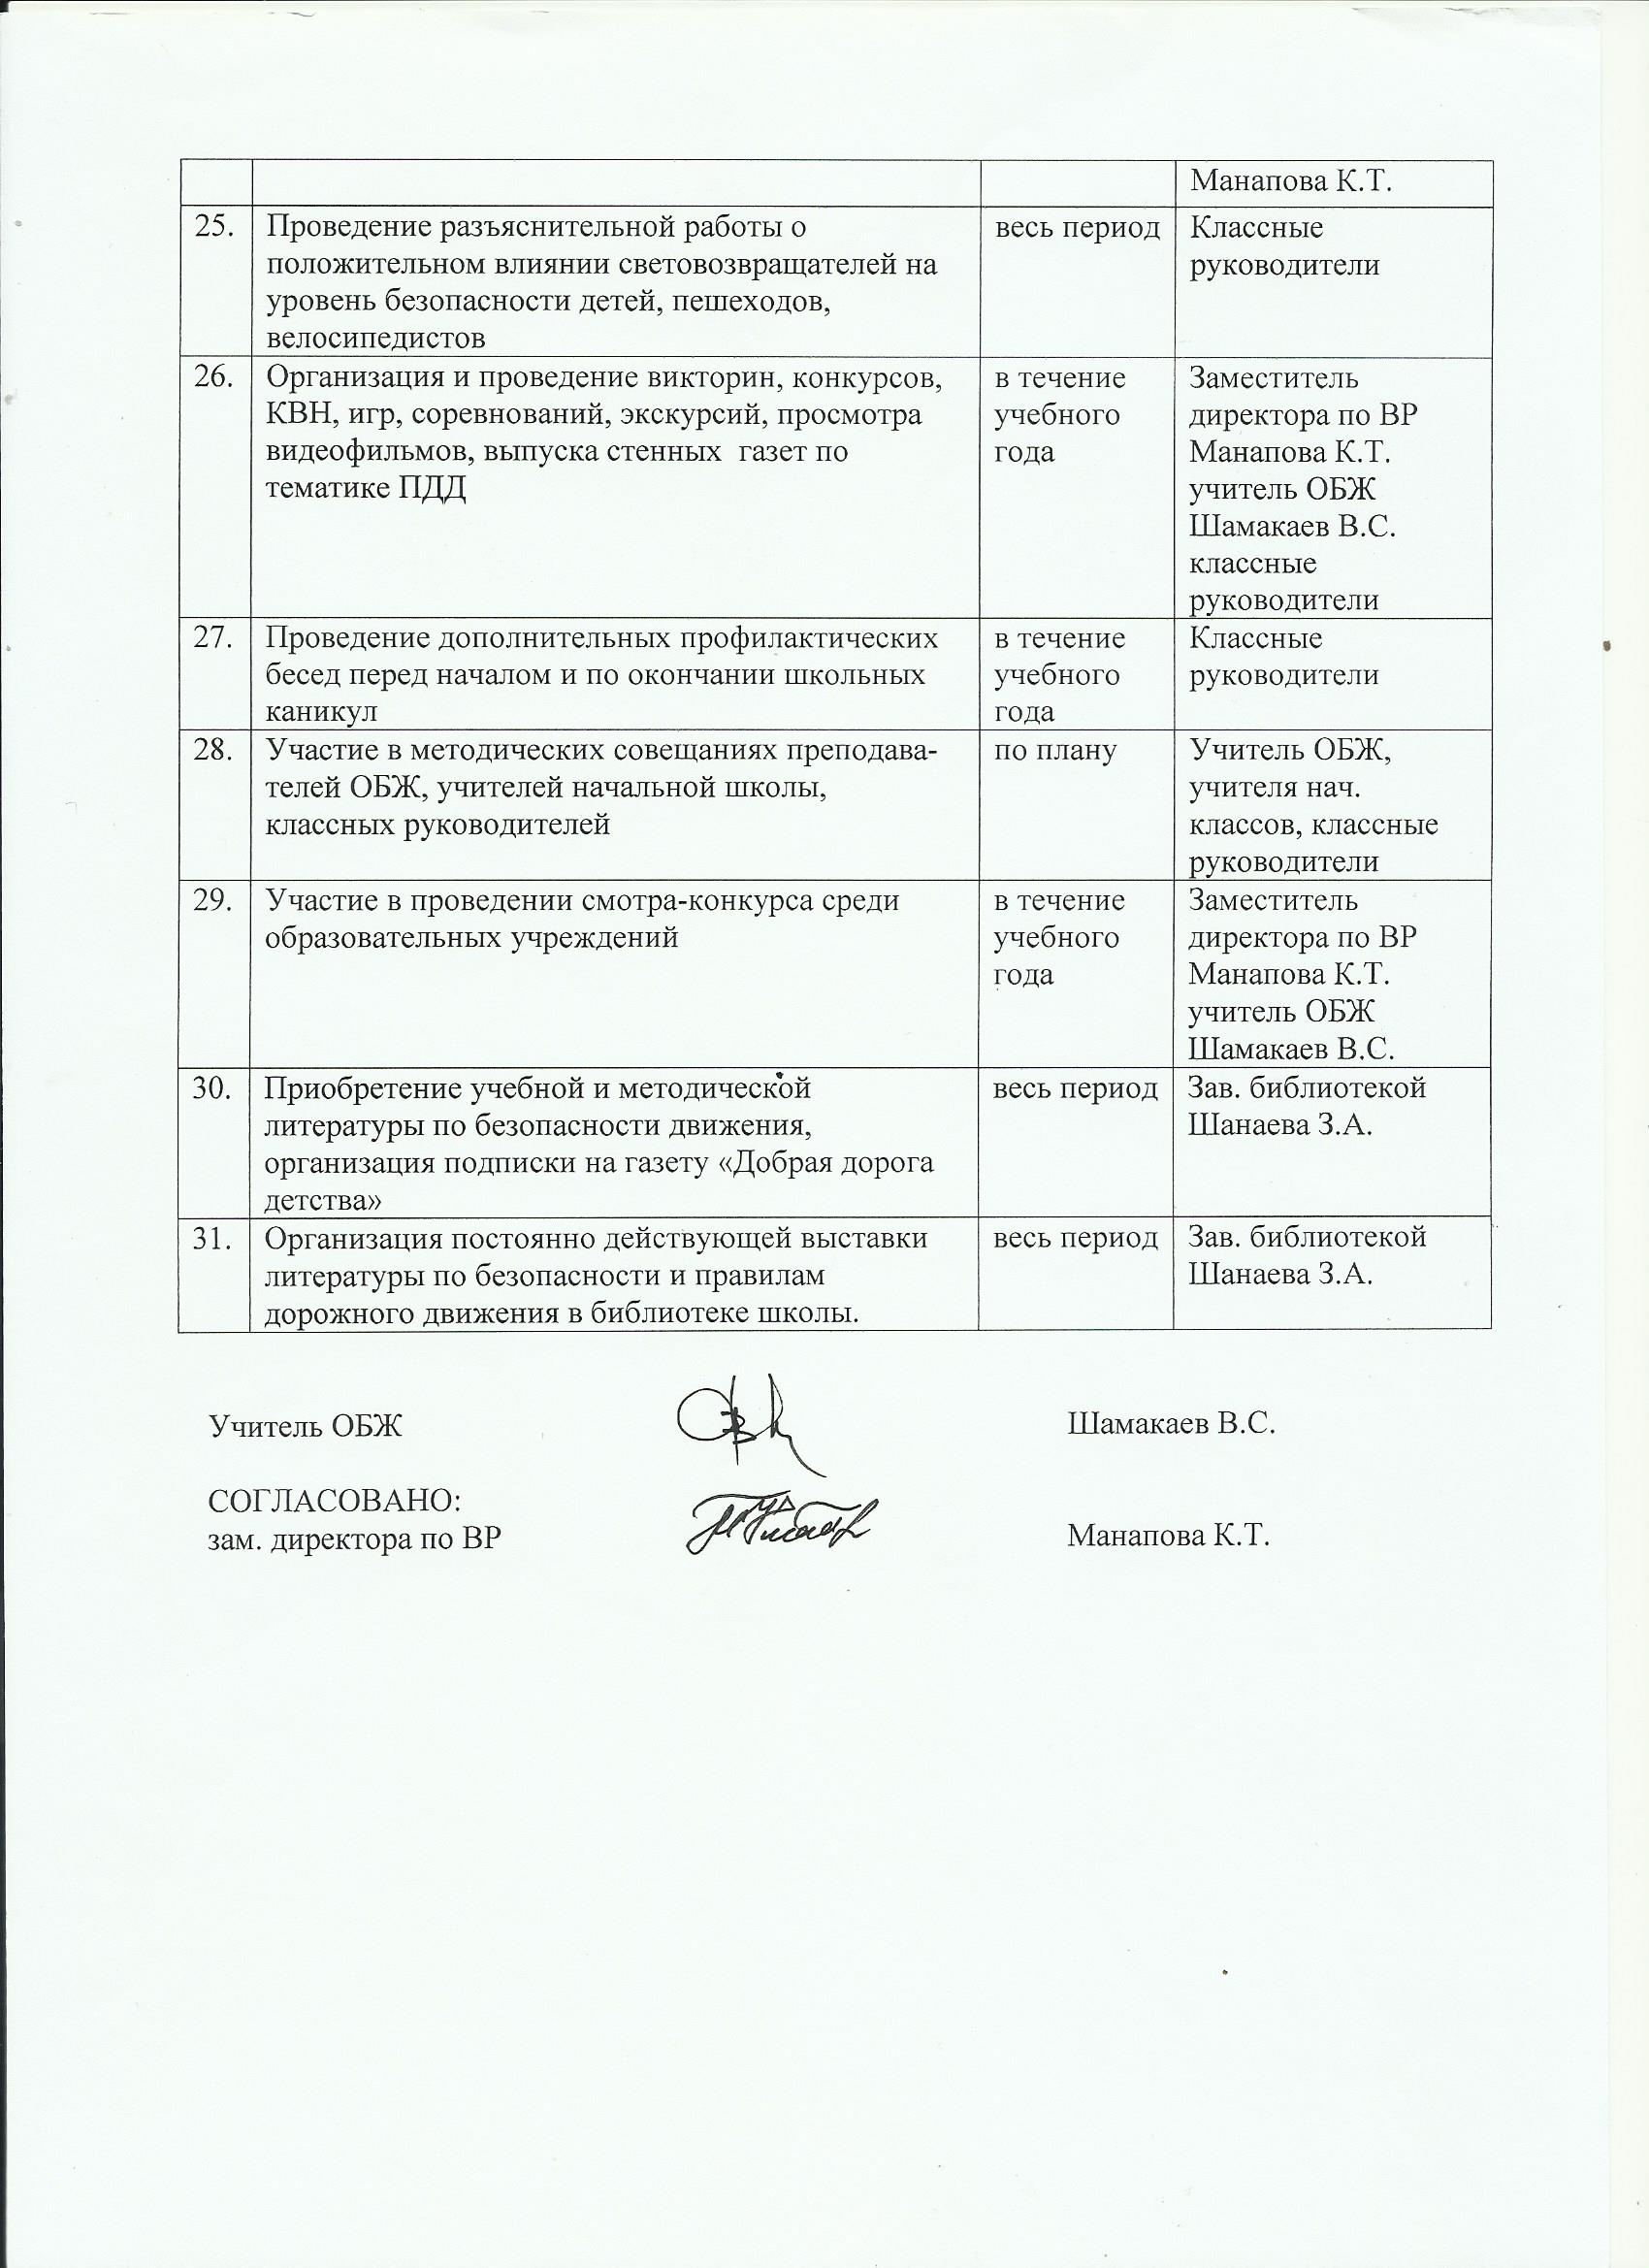 Манапова К.Т.
25. Проведение разъяснительной работы о весь период Классные
положительном влиянии световозвращателей на руководители
уровень безопасности детей, пешеходов,
велосипедистов
26. Организация и проведение викторин, конкурсов, в течение Заместитель
КВН, игр, соревнований, экскурсий, просмотра учебного директора по ВР
видеофильмов, выпуска стенных газет по года Манапова К.Т.
тематике ПДД учитель ОБЖ
Шамакаев В.С.
классные
руководители
27. Проведение дополнительных профилактических в течение Классные
бесед перед началом и по окончании школьных учебного руководители
каникул года
28. Участие в методических совещаниях преподава- по плану Учитель ОБЖ,
телей ОБЖ, учителей начальной школы, учителя нач.
классных руководителей классов, классные
руководители
29. Участие в проведении смотра-конкурса среди в течение Заместитель
образовательных учреждений учебного директора по ВР
года Манапова К.Т.
учитель ОБЖ
Шамакаев В.С.
30. Приобретение учебной и методической весь период Зав. библиотекой
литературы по безопасности движения, Шанаева З.А.
организация подписки на газету «Добрая дорога
детства»
31. Организация постоянно действующей выставки весь период Зав. библиотекой
литературы по безопасности и правилам Шанаева З.А.
дорожного движения в библиотеке школы.
Учитель ОБЖ Шамакаев В.С.
СОГЛАСОВАНО:
зам. директора по ВР Манапова К.Т.